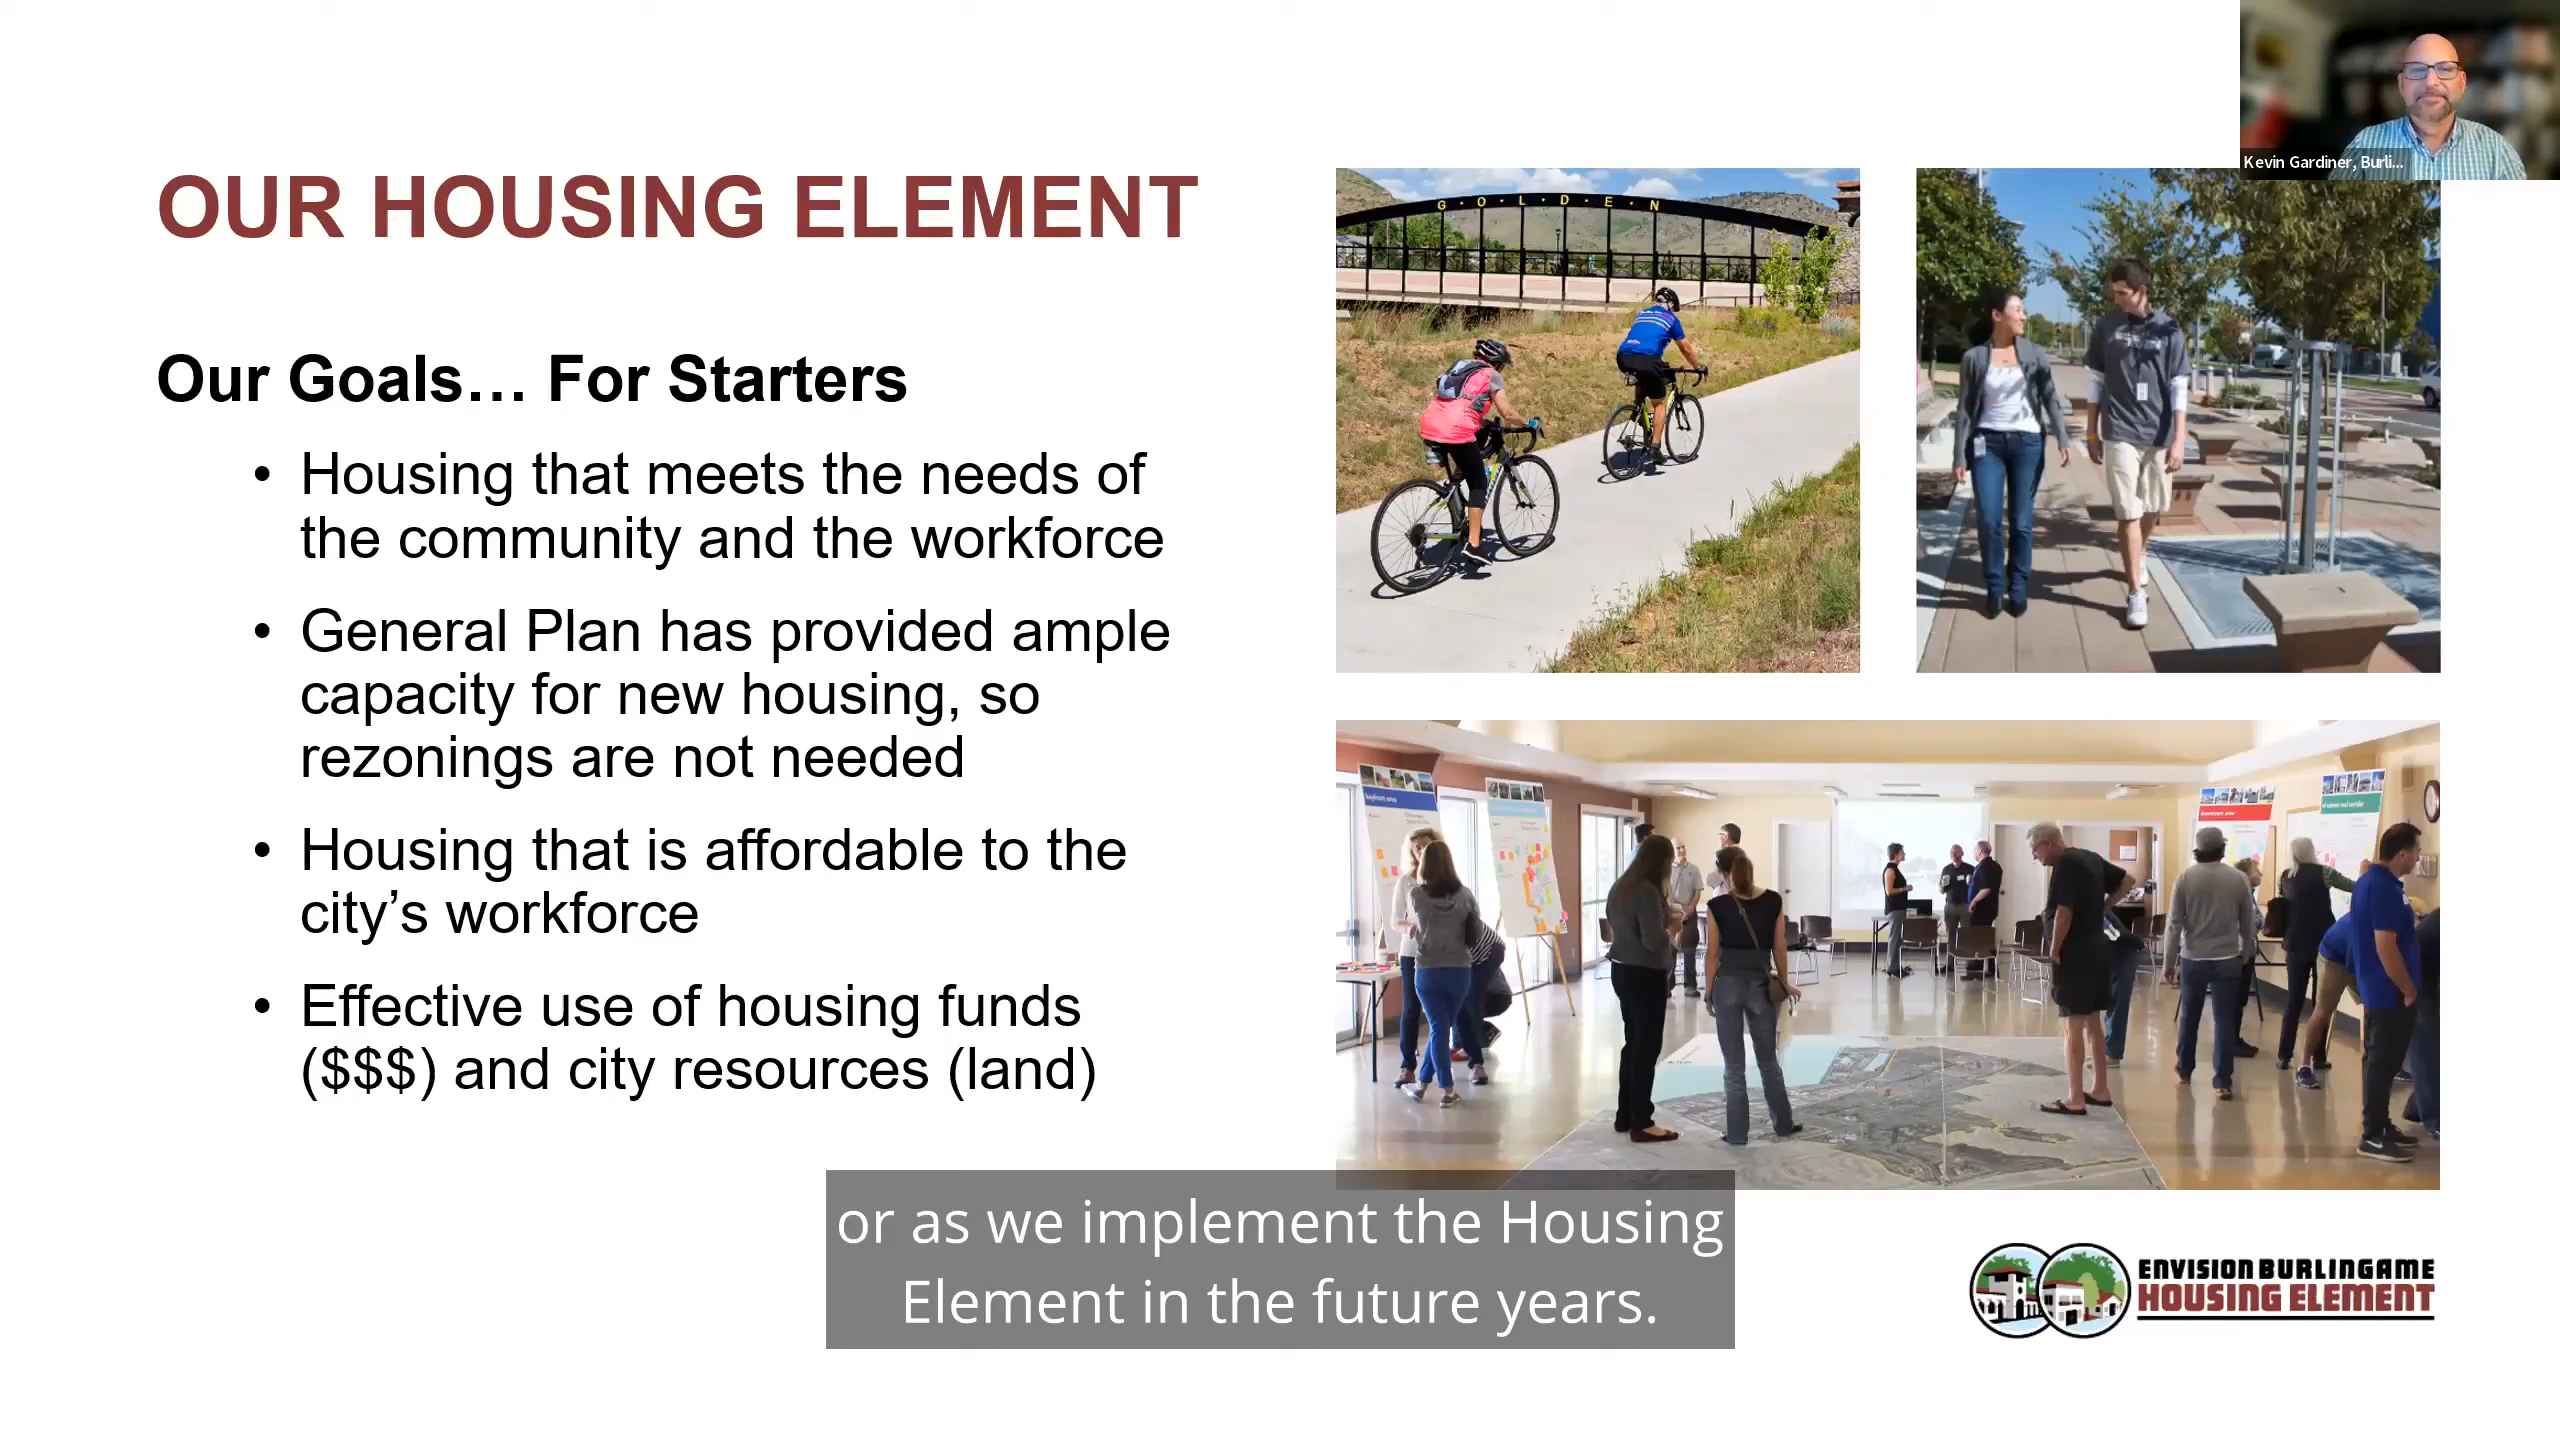 Kevin Gardiner, Burli...
OUR HOUSING ELEMENT
G·O·L·D·E·N
Our Goals… For Starters
• Housing that meets the needs of
the community and the workforce
• General Plan has provided ample
capacity for new housing, so
rezonings are not needed
• Housing that is affordable to the
city’s workforce
• Effective use of housing funds
($$$) and city resources (land)
or as we implement the Housing
Element in the future years.
ENVISION BURLINGAME
HOUSING ELEMENT